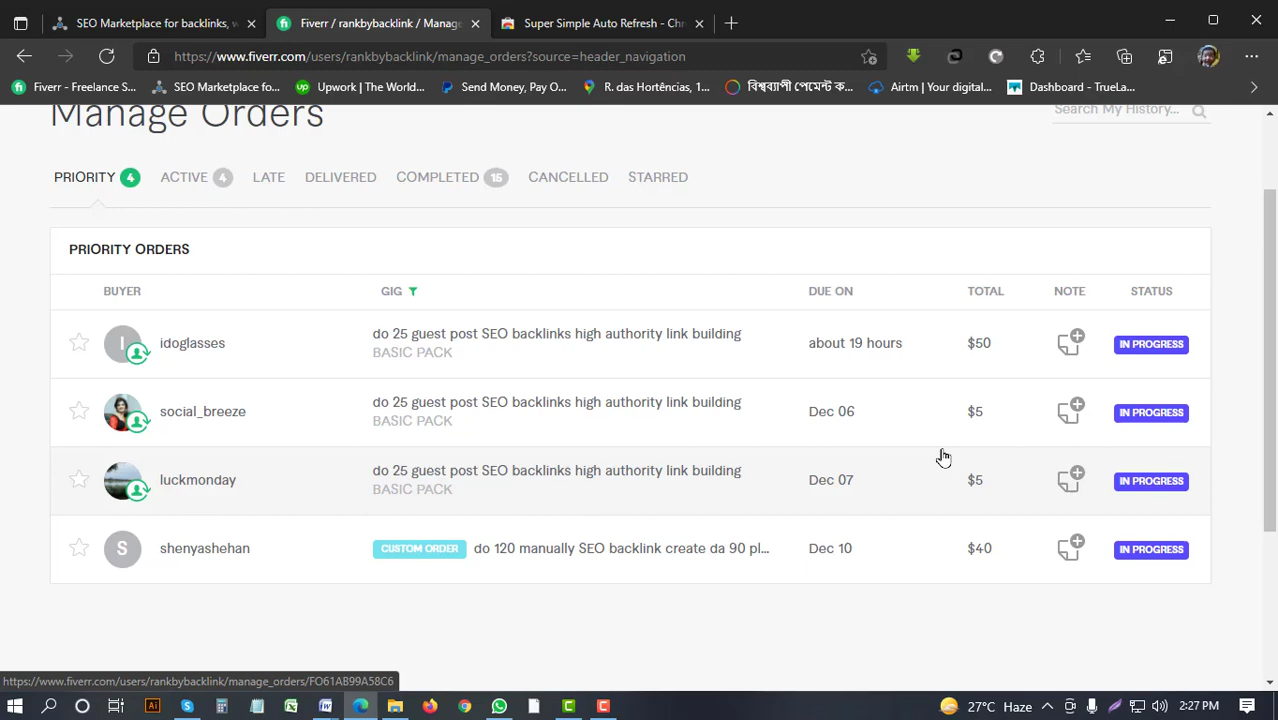 SEO Marketplace for backlinks, w
Fiverr / rankbybacklink / Manage
Super Simple Auto Refresh - Chr
https://www.fiverr.com/users/rankbybacklink/manage_orders?source=header_navigation
Fiverr - Freelance S...
SEO Marketplace fo...
Upwork | The World...
Send Money, Pay O...
R. das Hortências, 1...
বিশ্বব্যাপী পেমেন্ট ক...
Airtm | Your digital...
Dashboard - TrueLa...
Manage Orders
Search My History...
PRIORITY 4 ACTIVE 4 LATE DELIVERED COMPLETED 15 CANCELLED STARRED
PRIORITY ORDERS
BUYER GIG DUE ON TOTAL NOTE STATUS
I idoglasses do 25 guest post SEO backlinks high authority link building about 19 hours $50 IN PROGRESS
BASIC PACK
social_breeze do 25 guest post SEO backlinks high authority link building Dec 06 $5 IN PROGRESS
BASIC PACK
luckmonday do 25 guest post SEO backlinks high authority link building Dec 07 $5 IN PROGRESS
BASIC PACK
S shenyashehan CUSTOM ORDER do 120 manually SEO backlink create da 90 pl... Dec 10 $40 IN PROGRESS
https://www.fiverr.com/users/rankbybacklink/manage_orders/FO61AB99A58C6
27°C Haze 2:27 PM